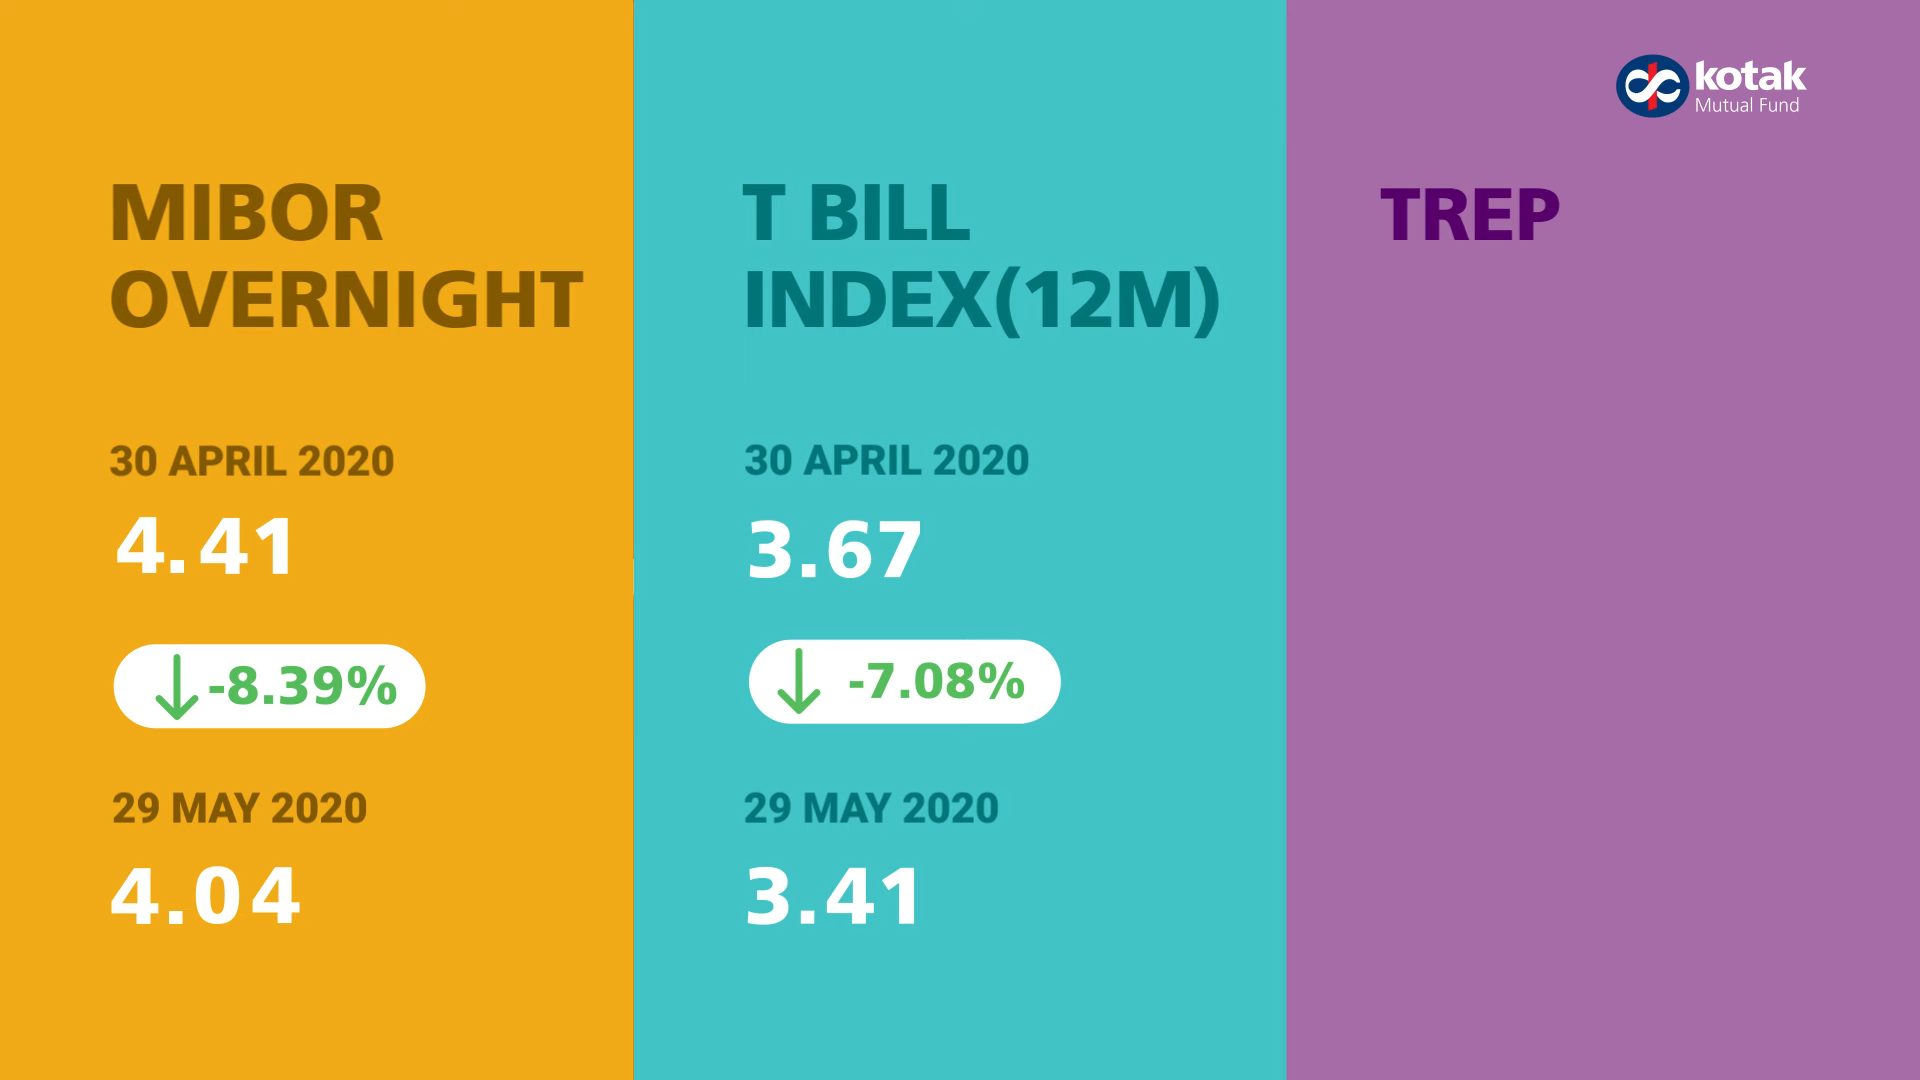 kotak
Mutual Fund
MIBOR
OVERNIGHT
30 APRIL 2020
4.41
-8.39%
29 MAY 2020
4.04
T BILL
INDEX(12M)
30 APRIL 2020
3.67
-7.08%
29 MAY 2020
3.41
TREP